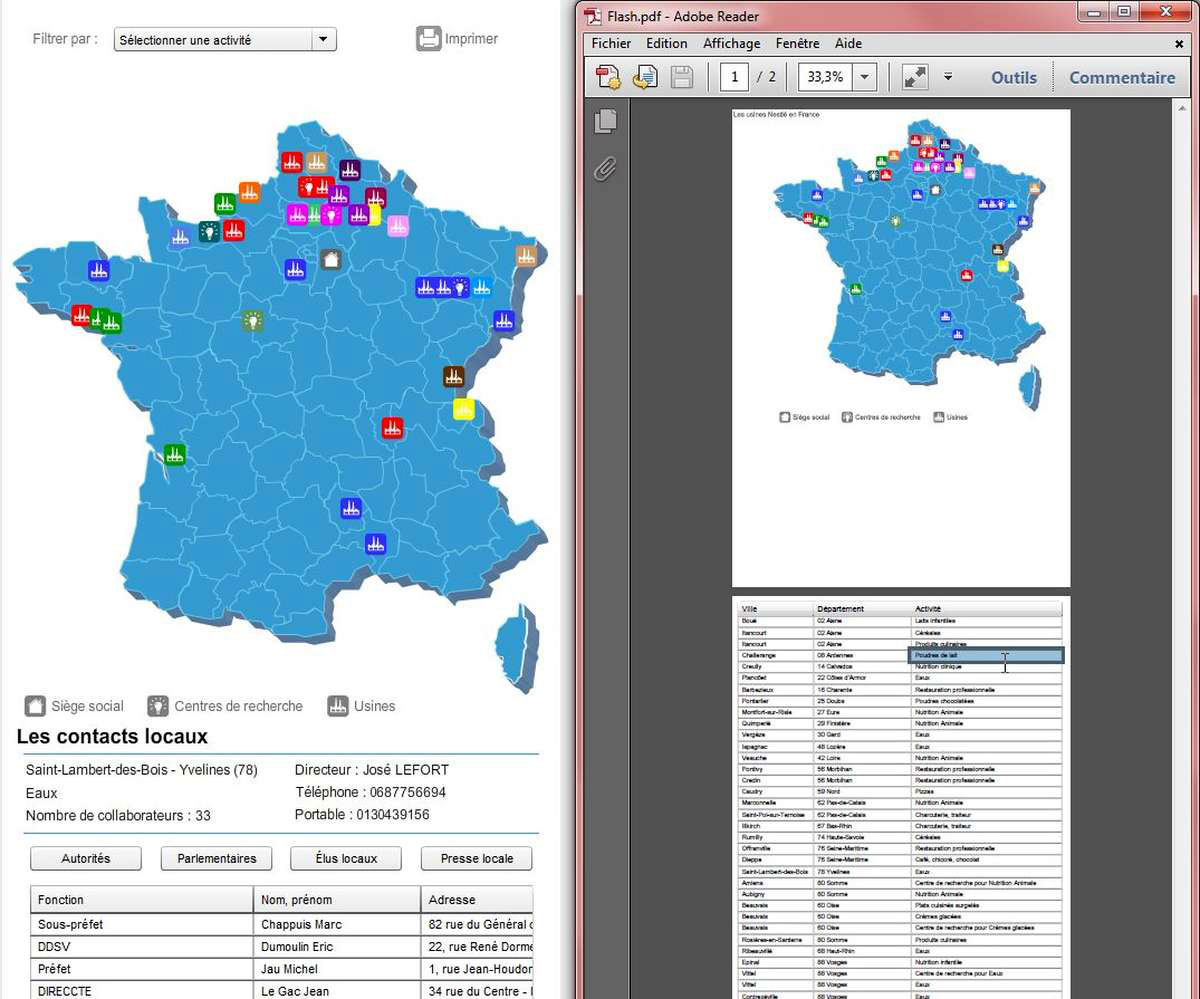 Filtrer par :
Sélectionner une activité
Imprimer
Siège social
Centres de recherche
Usines
Les contacts locaux
Saint-Lambert-des-Bois - Yvelines (78)
Directeur : José LEFORT
Eaux
Téléphone : 0687756694
Nombre de collaborateurs : 33
Portable : 0130439156
Autorités
Parlementaires
Élus locaux
Presse locale
Fonction Nom, prénom Adresse
Sous-préfet Chappuis Marc 82 rue du Général
DDSV Dumoulin Eric 22, rue René Dorme
Préfet Jau Michel 1, rue Jean-Houdor
DIRECCTE Le Gac Jean 34 rue du Centre -
Flash.pdf - Adobe Reader
Fichier Edition Affichage Fenêtre Aide
1 / 2 33,3% Outils Commentaire
Les usines Nestlé en France
Siège social
Centres de recherche
Usines
Ville Département Activité
Boué 02 Aisne Laits infantiles
Itancourt 02 Aisne Céréales
Itancourt 02 Aisne Produits culinaires
Challerange 08 Ardennes Poudres de lait
Creully 14 Calvados Nutrition clinique
Plancoët 22 Côtes d'Armor Eaux
Barbezieux 16 Charente Restauration professionnelle
Pontarlier 25 Doubs Poudres chocolatées
Montfort-sur-Risle 27 Eure Nutrition Animale
Quimperlé 29 Finistère Nutrition Animale
Vergèze 30 Gard Eaux
48 Lozère Eaux
Veauche 42 Loire Nutrition Animale
Pontivy 56 Morbihan Restauration professionnelle
Credin 56 Morbihan Restauration professionnelle
Caudry 59 Nord Pizzas
Marconnelle 62 Pas-de-Calais Nutrition Animale
Saint-Pol-sur-Ternoise 62 Pas-de-Calais Charcuterie, traiteur
Illkirch 67 Bas-Rhin Charcuterie, traiteur
Rumilly 74 Haute-Savoie Céréales
Offranville 76 Seine-Maritime Restauration professionnelle
Dieppe 76 Seine-Maritime Café, chicoré, chocolat
Saint-Lambert-des-Bois 78 Yvelines Eaux
Amiens 80 Somme Centre de recherche pour Nutrition Animale
Aubigny 80 Somme Nutrition Animale
Beauvais 60 Oise Plats cuisinés surgelés
Beauvais 60 Oise Crèmes glacées
Beauvais 60 Oise Centre de recherche pour Crèmes glacées
Rosières-en-Santerre 80 Somme Produits culinaires
Ribeauvillé 68 Haut-Rhin Eaux
Epinal 88 Vosges Nutrition infantile
Vittel 88 Vosges Centre de recherche pour Eaux
Vittel 88 Vosges Eaux
Contrexéville 88 Vosges Eaux